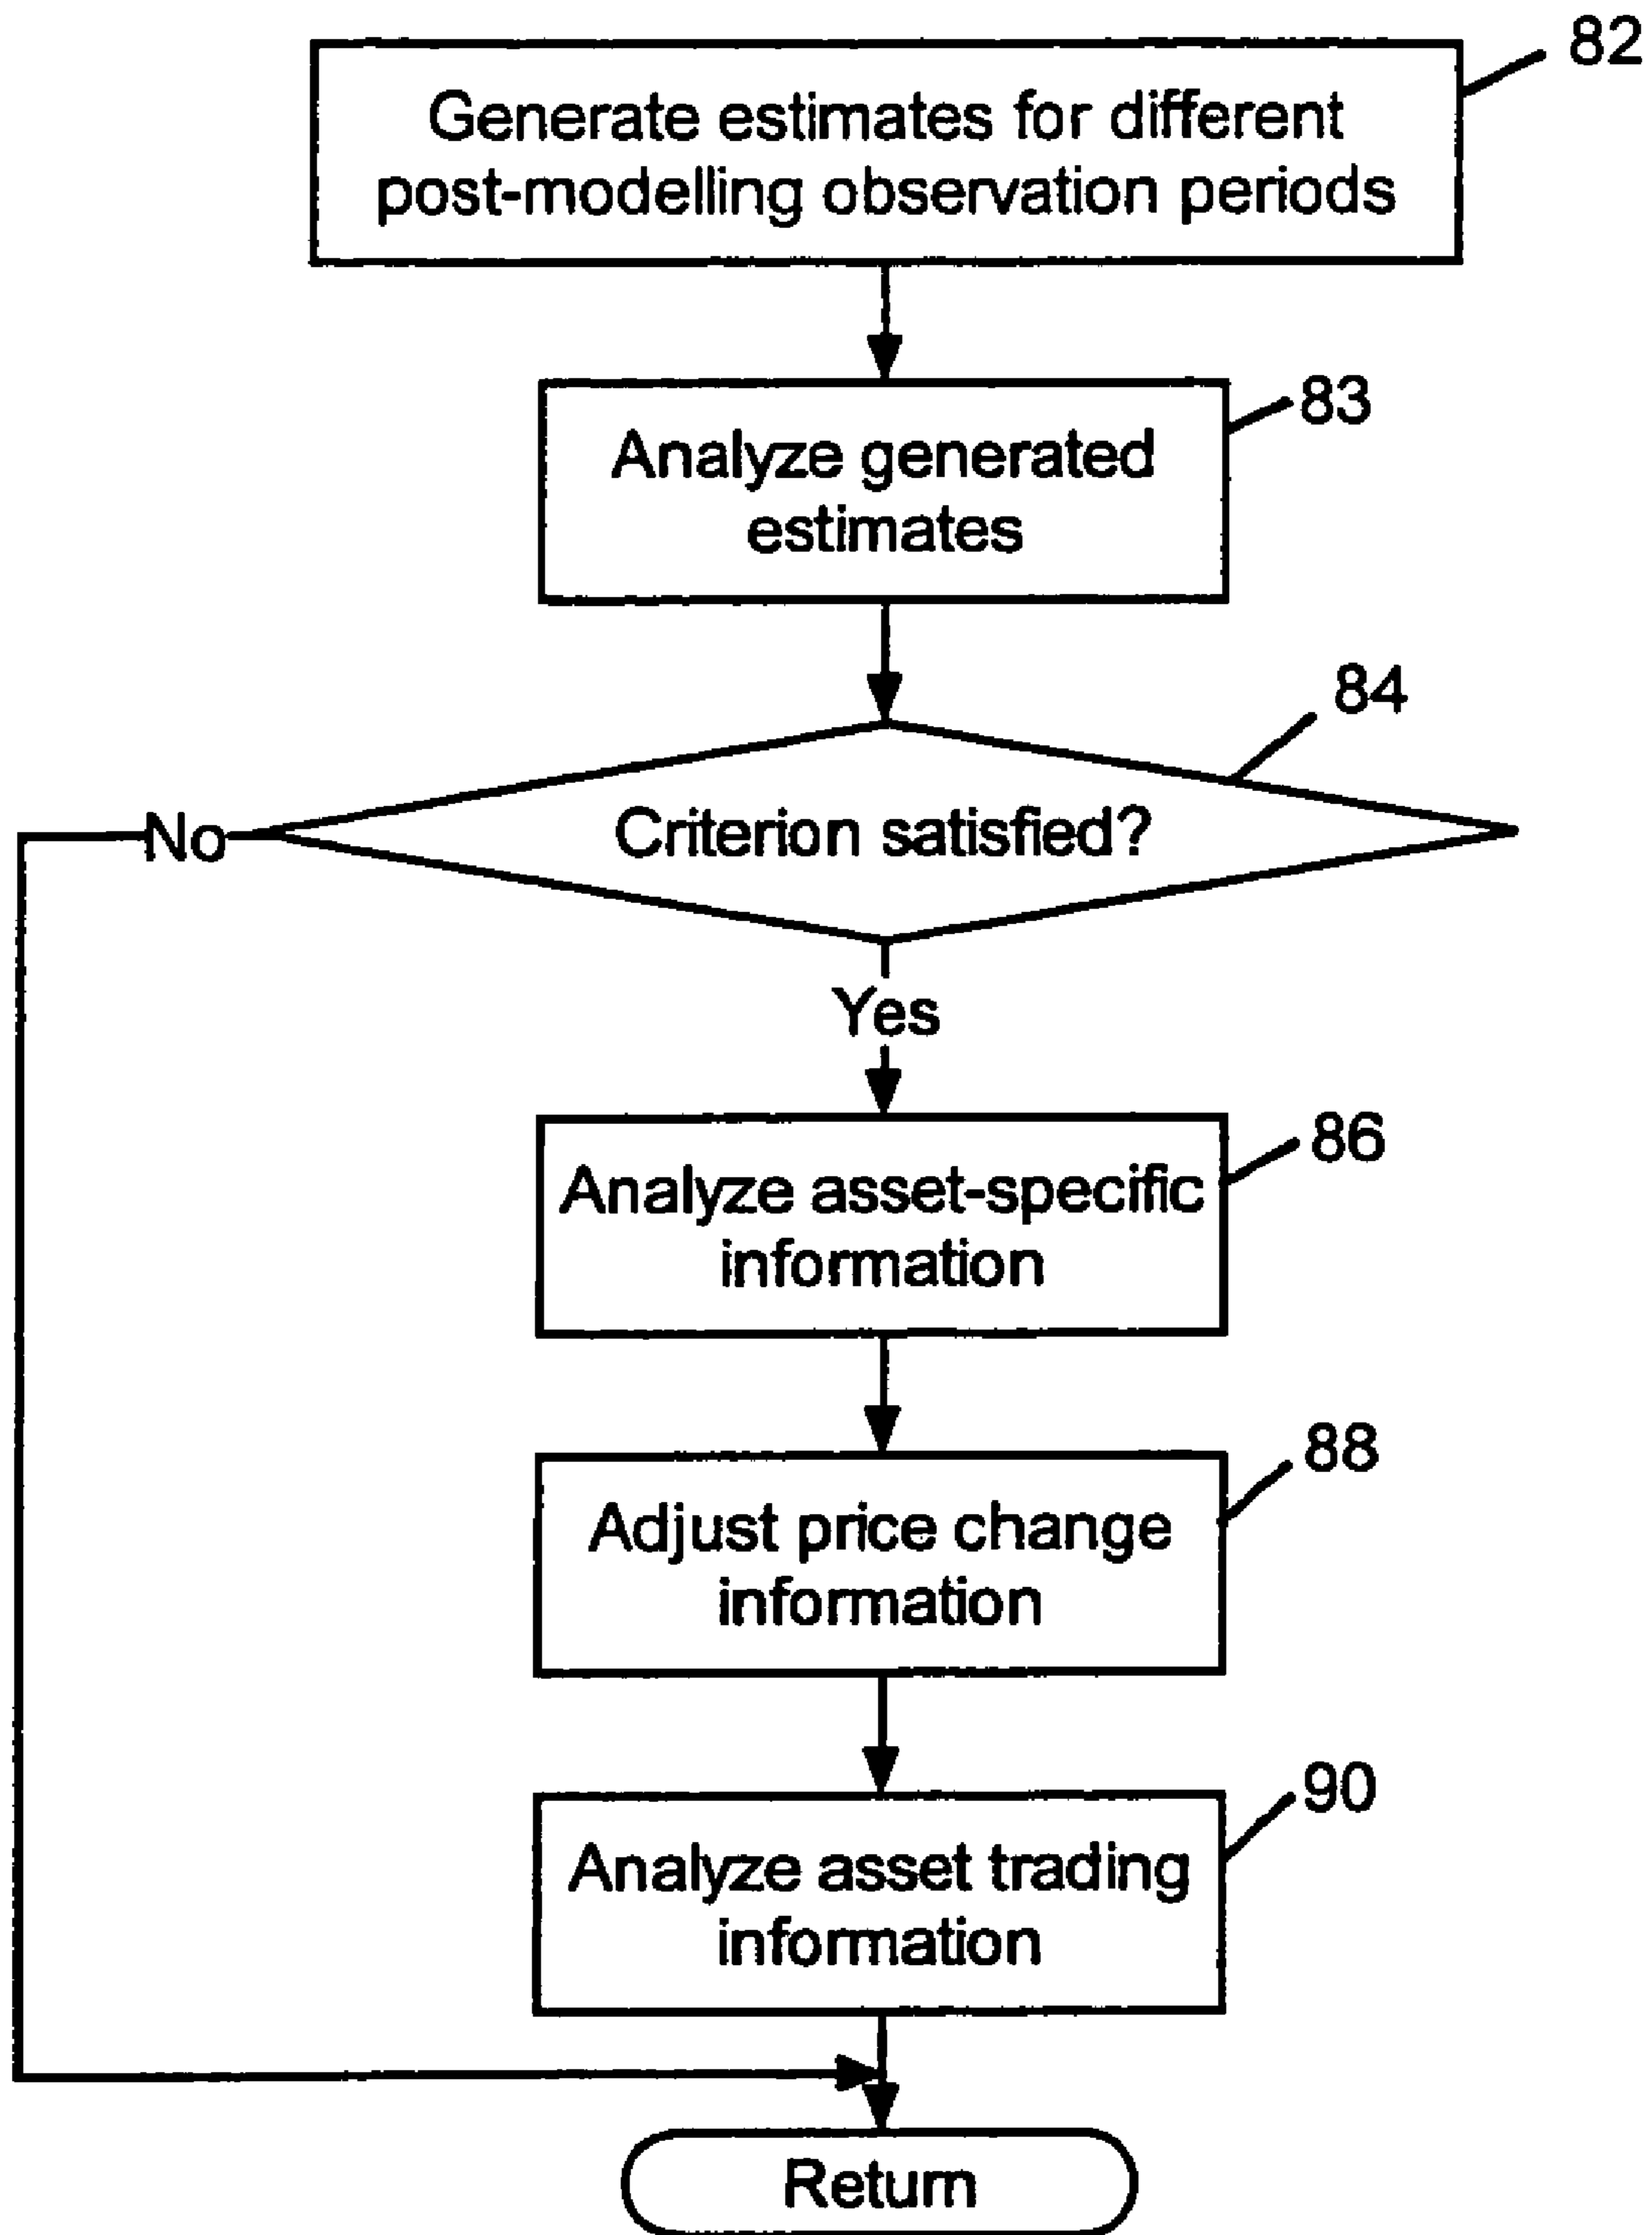 82
Generate estimates for different
post-modelling observation periods
83
Analyze generated
estimates
84
Criterion satisfied?
No
Yes
86
Analyze asset-specific
information
88
Adjust price change
information
90
Analyze asset trading
information
Return